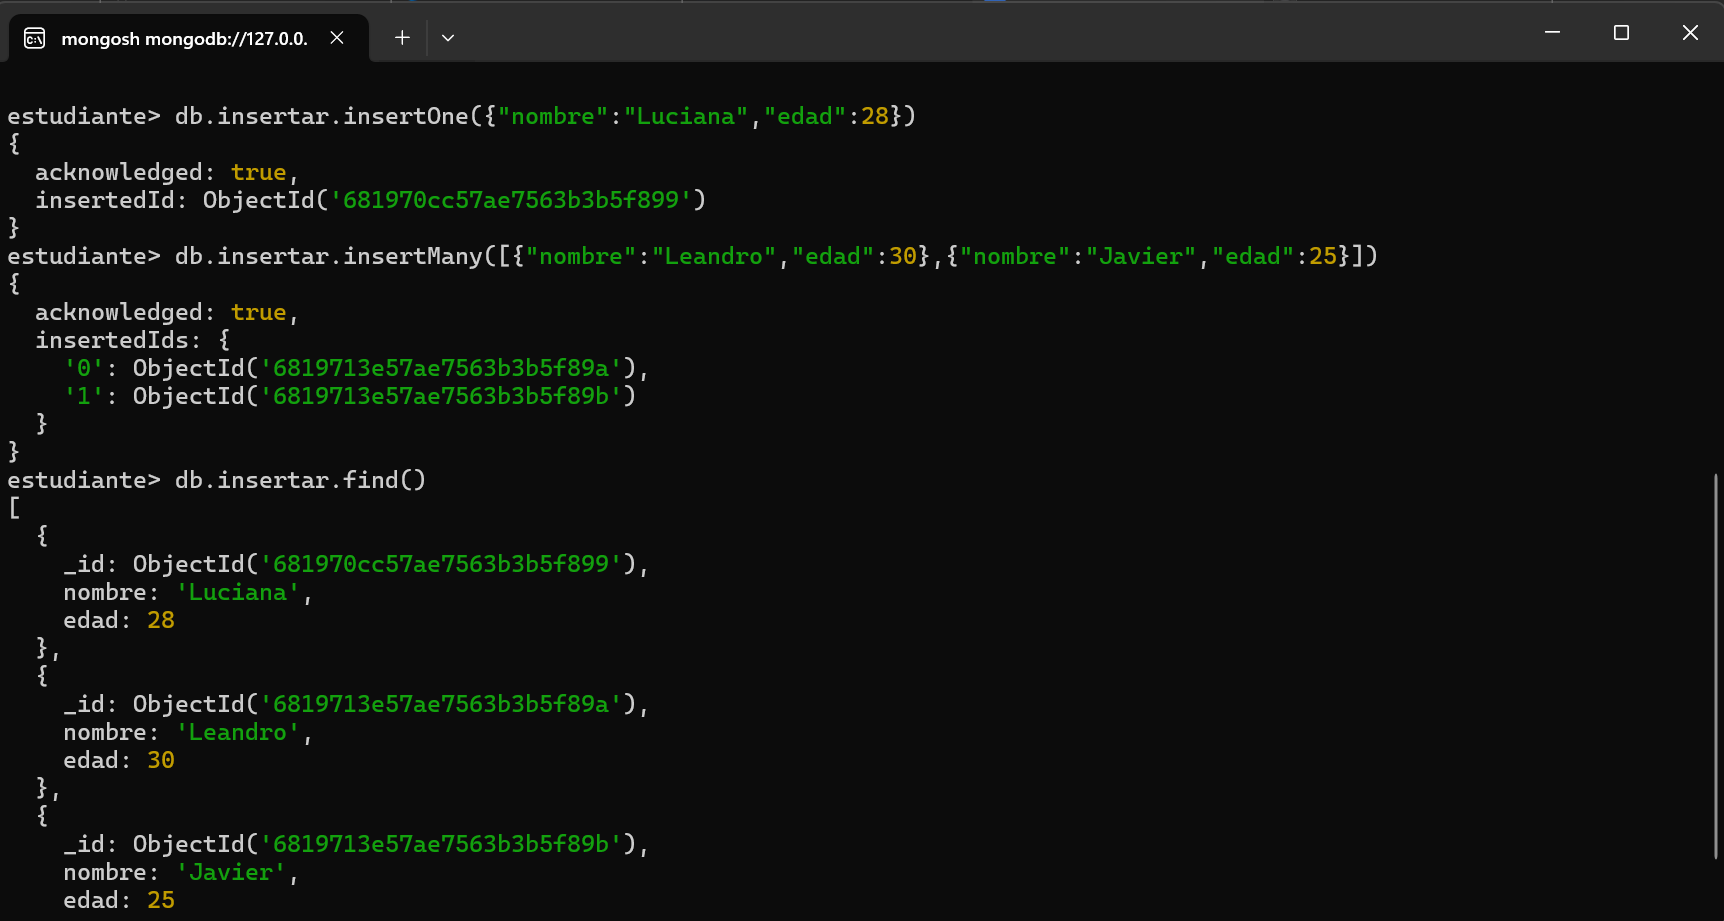 mongosh mongodb://127.0.0.
estudiante> db.insertar.insertOne({"nombre":"Luciana","edad":28})
{
  acknowledged: true,
  insertedId: ObjectId('681970cc57ae7563b3b5f899')
}
estudiante> db.insertar.insertMany([{"nombre":"Leandro","edad":30},{"nombre":"Javier","edad":25}])
{
  acknowledged: true,
  insertedIds: {
    '0': ObjectId('6819713e57ae7563b3b5f89a'),
    '1': ObjectId('6819713e57ae7563b3b5f89b')
  }
}
estudiante> db.insertar.find()
[
  {
    _id: ObjectId('681970cc57ae7563b3b5f899'),
    nombre: 'Luciana',
    edad: 28
  },
  {
    _id: ObjectId('6819713e57ae7563b3b5f89a'),
    nombre: 'Leandro',
    edad: 30
  },
  {
    _id: ObjectId('6819713e57ae7563b3b5f89b'),
    nombre: 'Javier',
    edad: 25